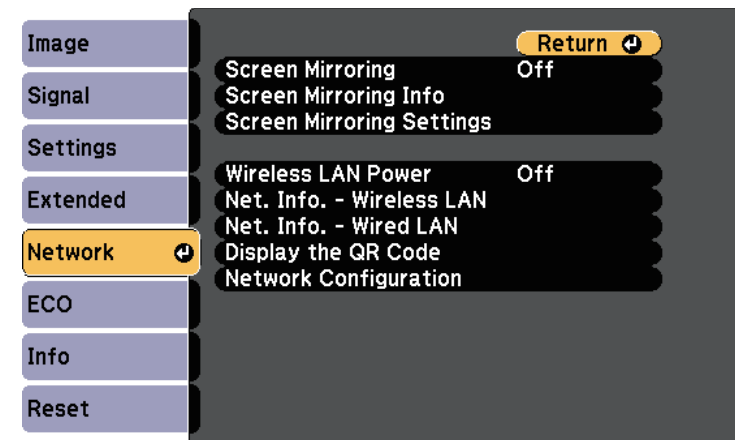 Image
Signal
Settings
Extended
Network
ECO
Info
Reset
Return
Screen Mirroring Off
Screen Mirroring Info
Screen Mirroring Settings
Wireless LAN Power Off
Net. Info. - Wireless LAN
Net. Info. - Wired LAN
Display the QR Code
Network Configuration